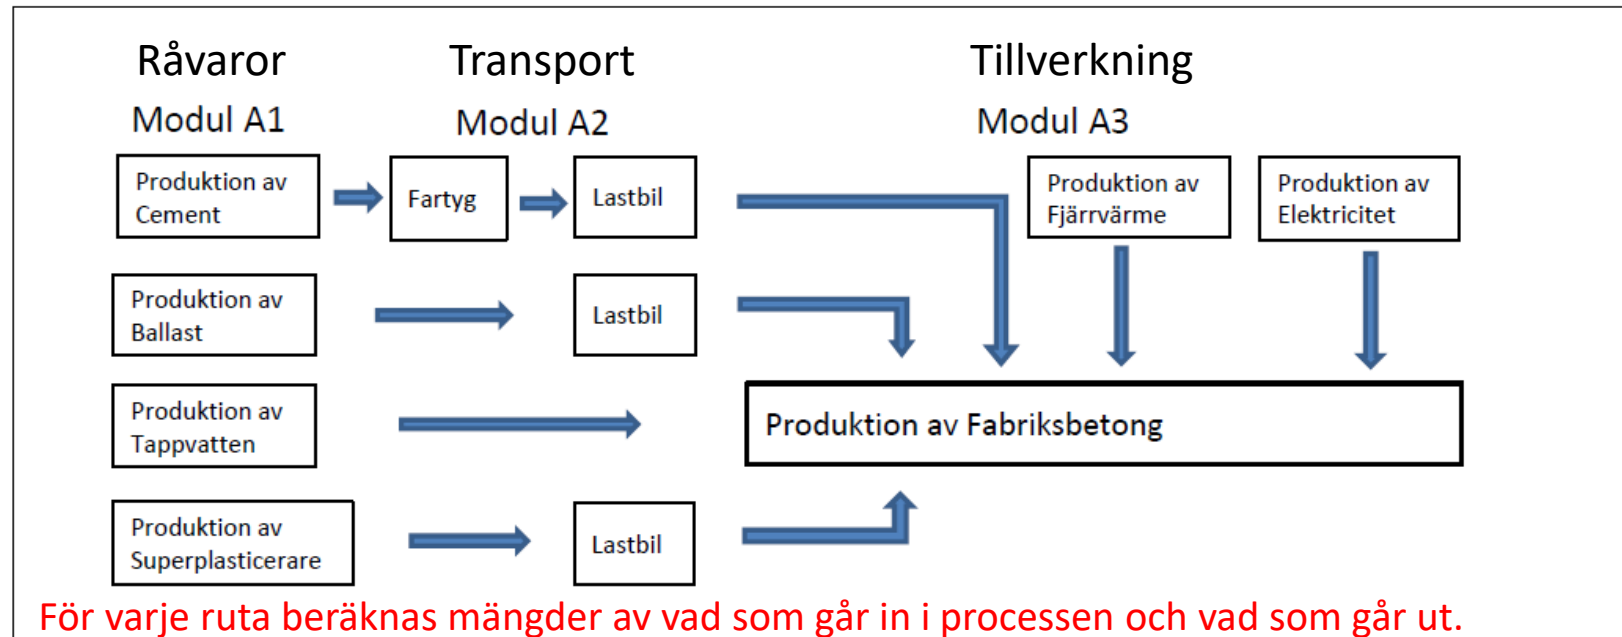 Råvaror
Transport
Tillverkning
Modul A1
Modul A2
Modul A3
Produktion av
Cement
Fartyg
Lastbil
Produktion av
Fjärrvärme
Produktion av
Elektricitet
Produktion av
Ballast
Lastbil
Produktion av
Tappvatten
Produktion av Fabriksbetong
Produktion av
Superplasticerare
Lastbil
För varje ruta beräknas mängder av vad som går in i processen och vad som går ut.